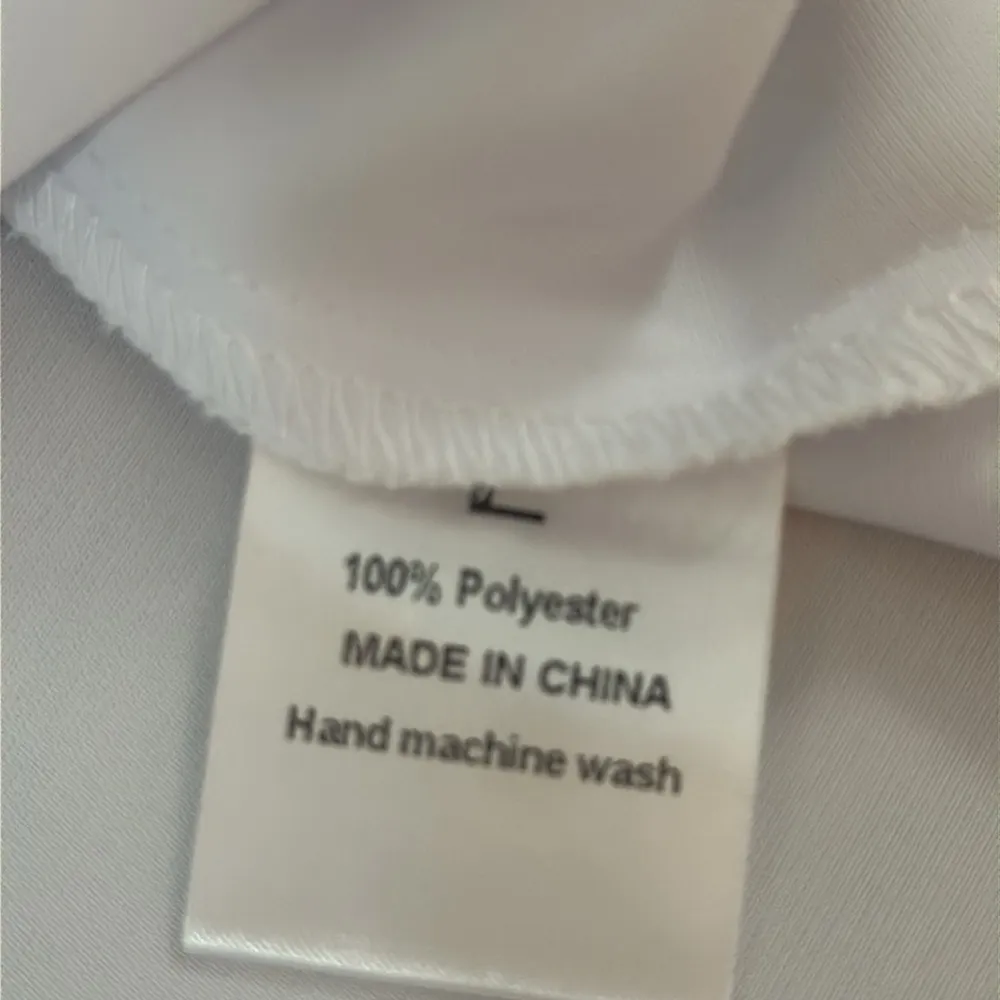 100% Polyester
MADE IN CHINA
Hand machine wash